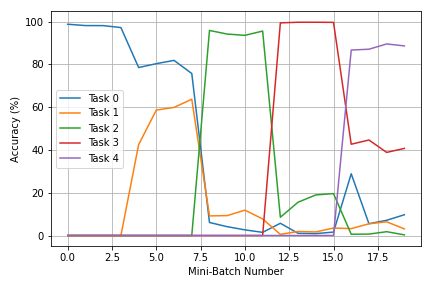 100
80
60
40
20
0
Accuracy (%)
Task 0
Task 1
Task 2
Task 3
Task 4
0.0 2.5 5.0 7.5 10.0 12.5 15.0 17.5
Mini-Batch Number